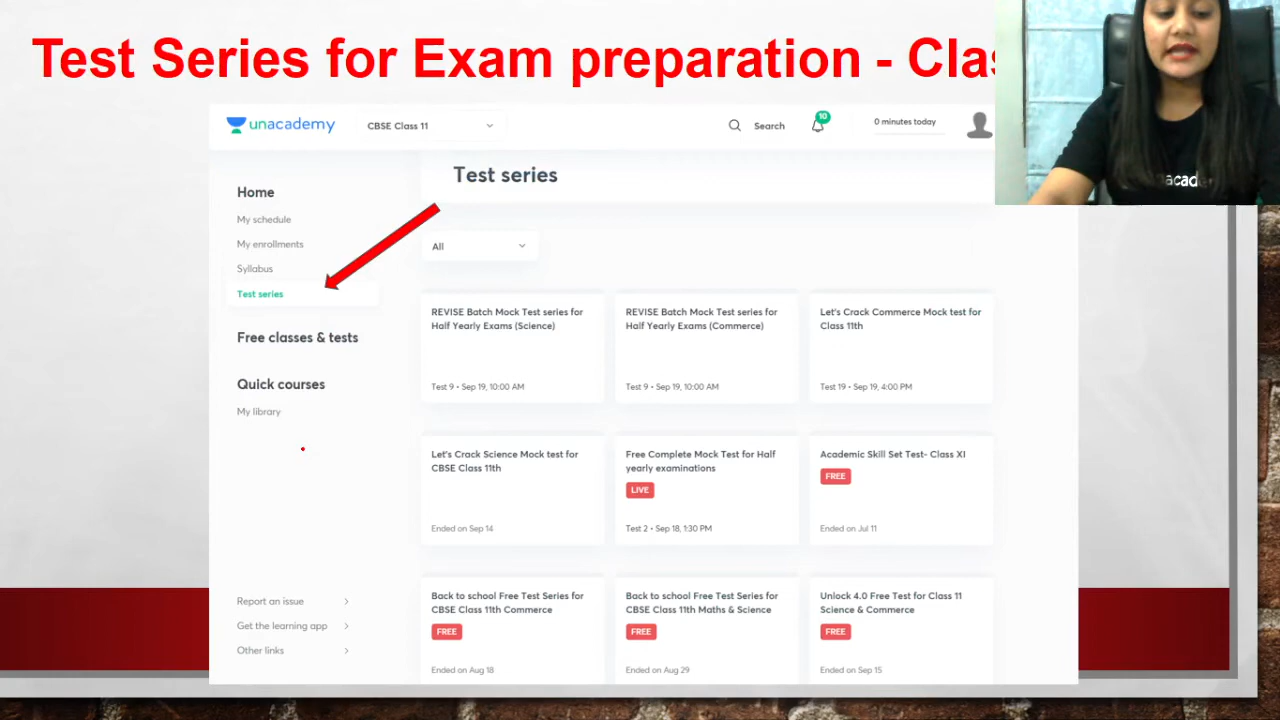 Test Series for Exam preparation - Clas
unacademy
CBSE Class 11
Search
10
0 minutes today
Home
My schedule
My enrollments
Syllabus
Test series
Free classes & tests
Quick courses
My library
Report an issue
Get the learning app
Other links
Test series
All
REVISE Batch Mock Test series for
Half Yearly Exams (Science)
Test 9 • Sep 19, 10:00 AM
REVISE Batch Mock Test series for
Half Yearly Exams (Commerce)
Test 9 • Sep 19, 10:00 AM
Let's Crack Commerce Mock test for
Class 11th
Test 19 • Sep 19, 4:00 PM
Let's Crack Science Mock test for
CBSE Class 11th
Ended on Sep 14
Free Complete Mock Test for Half
yearly examinations
LIVE
Test 2 • Sep 18, 1:30 PM
Academic Skill Set Test- Class XI
FREE
Ended on Jul 11
Back to school Free Test Series for
CBSE Class 11th Commerce
FREE
Ended on Aug 18
Back to school Free Test Series for
CBSE Class 11th Maths & Science
FREE
Ended on Aug 29
Unlock 4.0 Free Test for Class 11
Science & Commerce
FREE
Ended on Sep 15